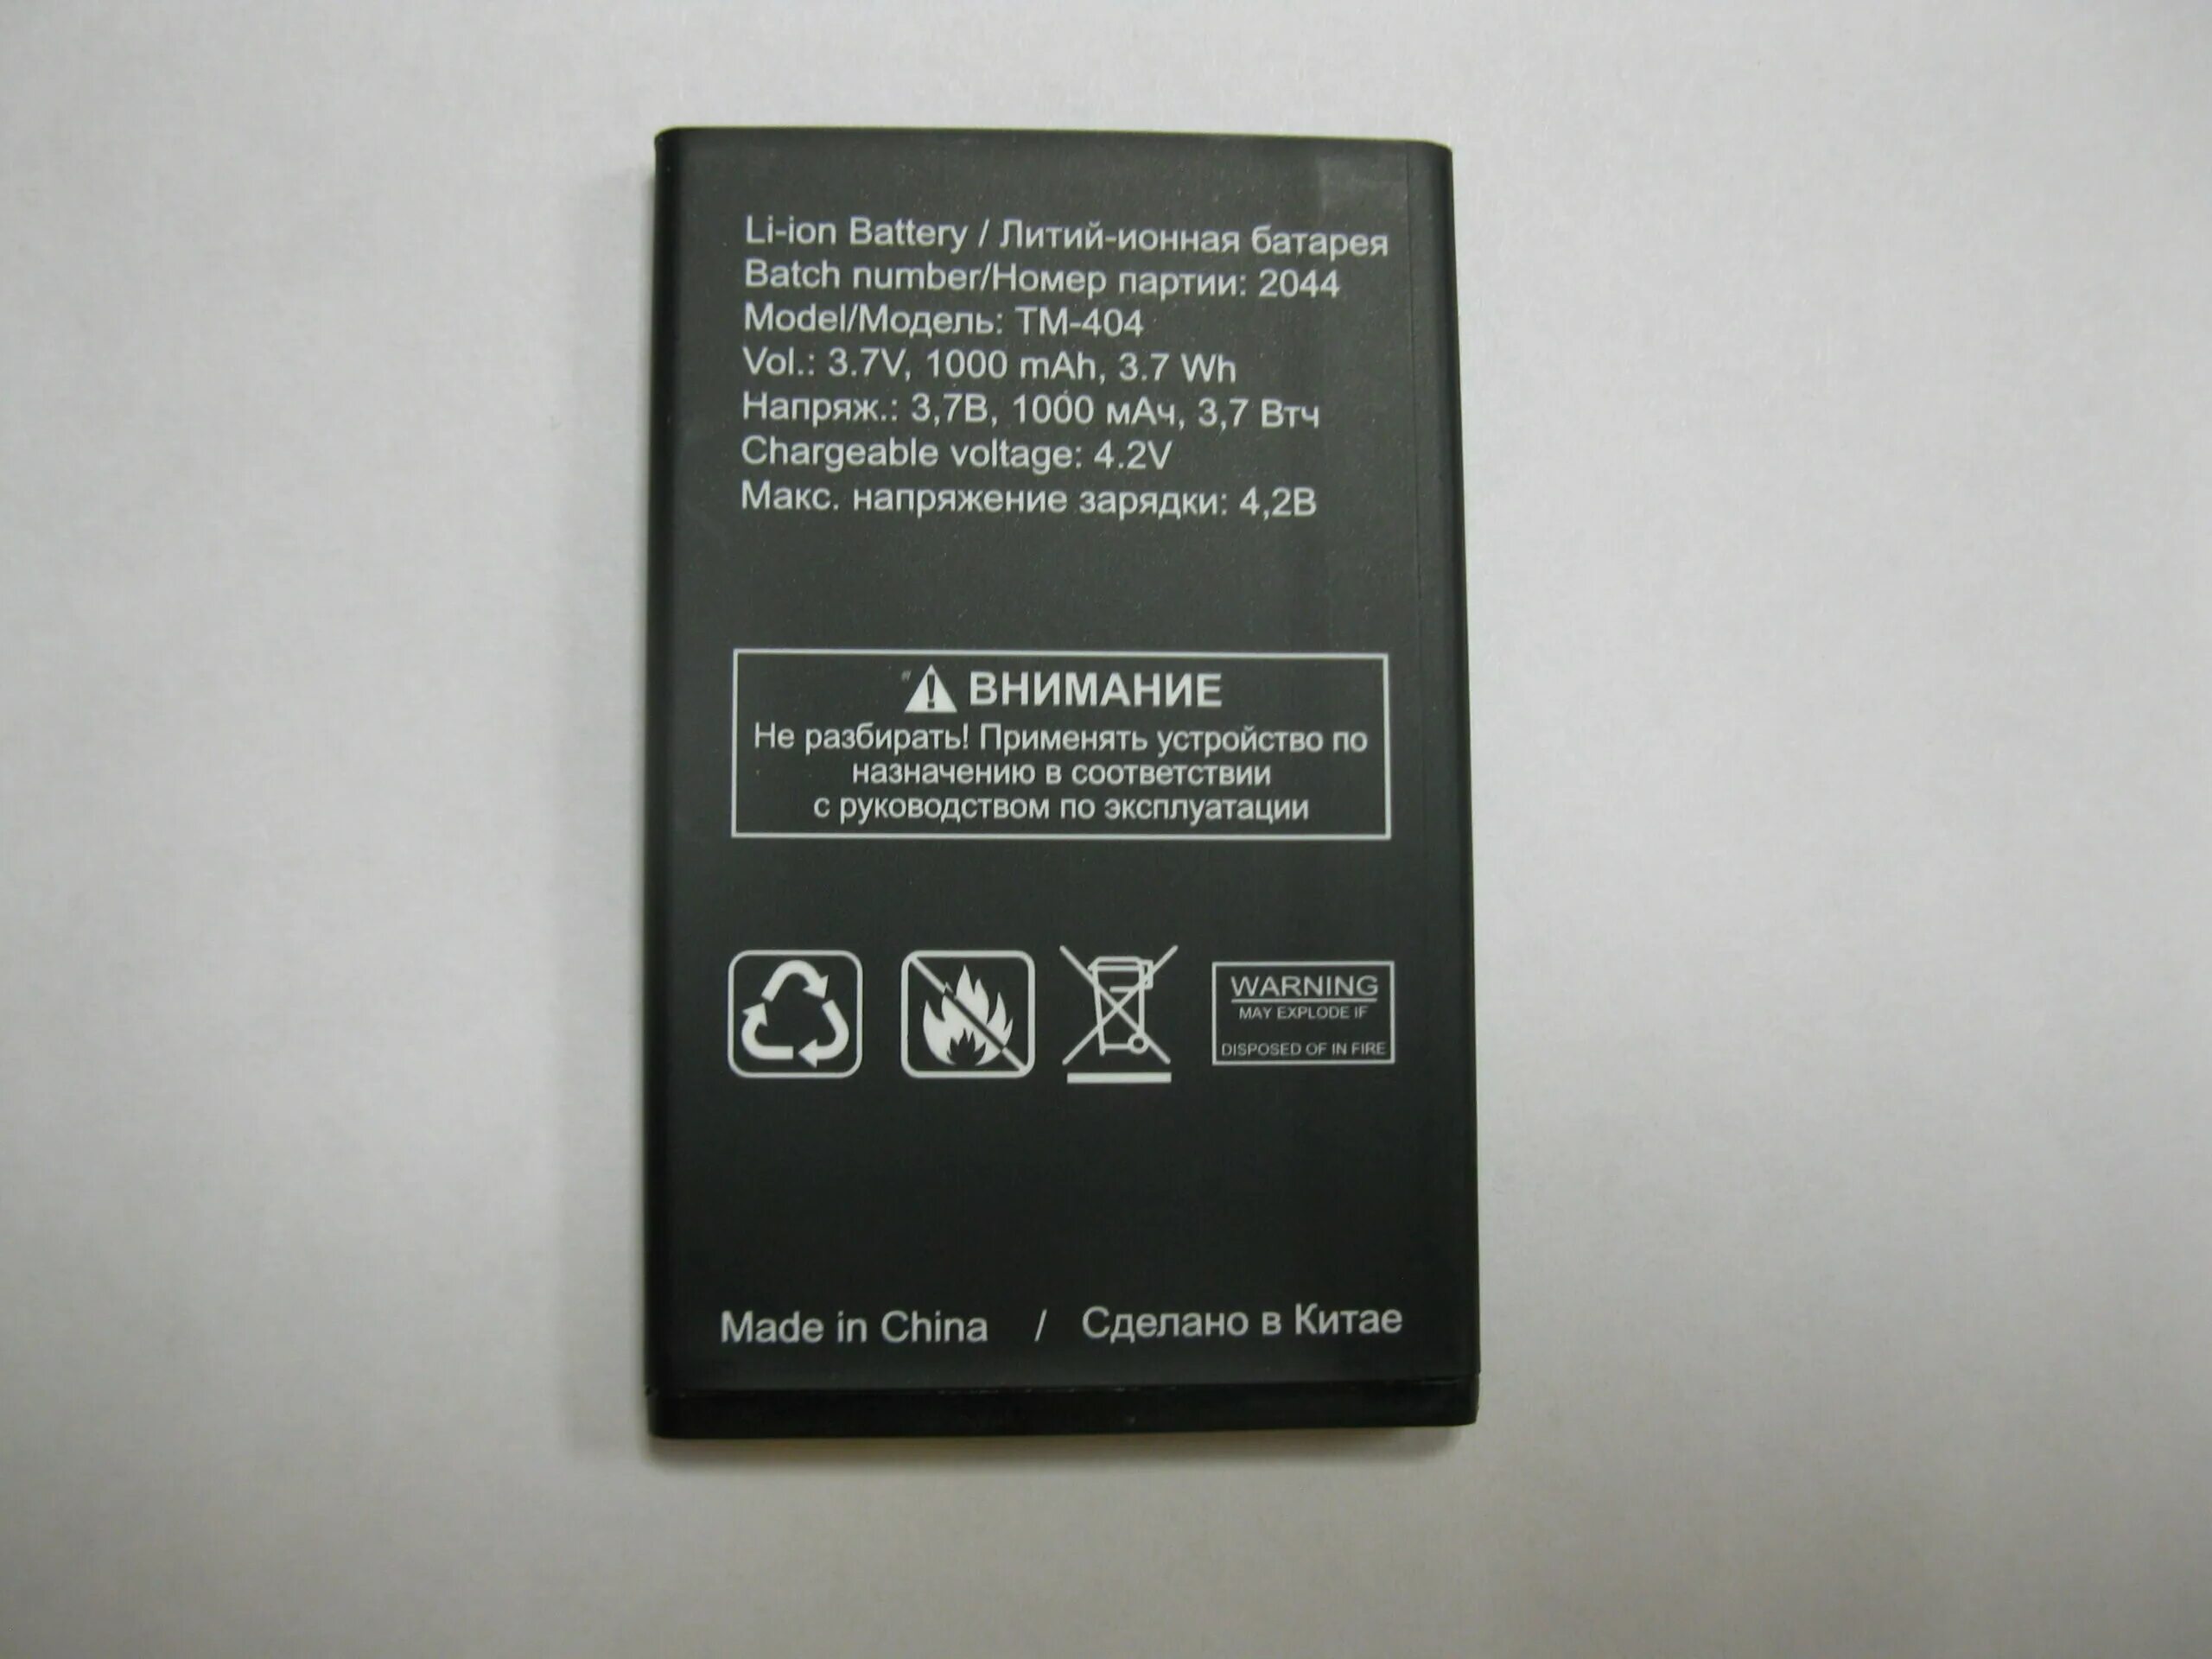 Li-ion Battery / Литий-ионная батарея
Batch number/Номер партии: 2044
Model/Модель: TM-404
Vol.: 3.7V, 1000 mAh, 3.7 Wh
Напряж.: 3,7В, 1000 мАч, 3,7 Втч
Chargeable voltage: 4.2V
Макс. напряжение зарядки: 4,2В
ВНИМАНИЕ
Не разбирать! Применять устройство по
назначению в соответствии
с руководством по эксплуатации
WARNING
MAY EXPLODE IF
DISPOSED OF IN FIRE
Made in China / Сделано в Китае